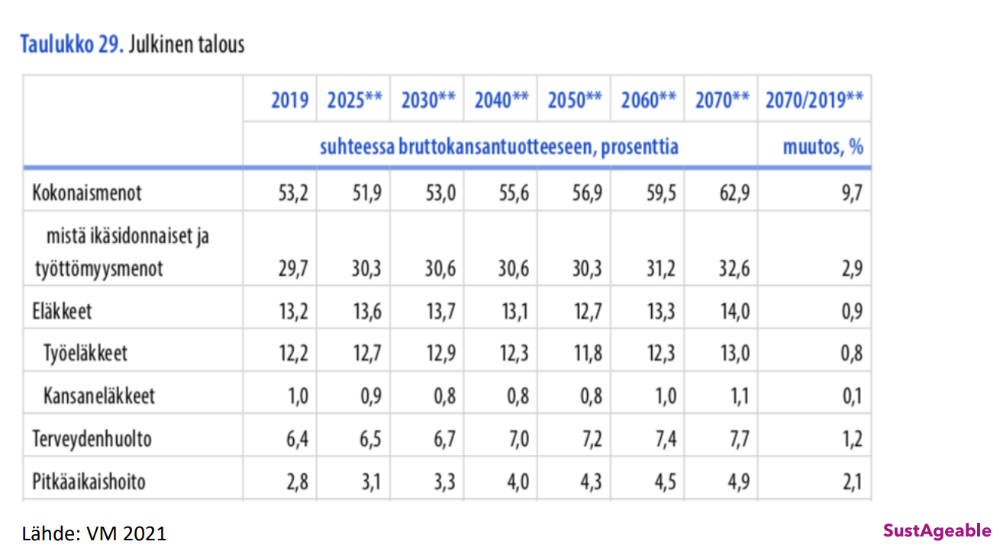 Taulukko 29. Julkinen talous
2019 2025** 2030** 2040** 2050** 2060** 2070** 2070/2019**
suhteessa bruttokansantuotteeseen, prosenttia muutos, %
Kokonaismenot 53,2 51,9 53,0 55,6 56,9 59,5 62,9 9,7
mistä ikäsidonnaiset ja
työttömyysmenot 29,7 30,3 30,6 30,6 30,3 31,2 32,6 2,9
Eläkkeet 13,2 13,6 13,7 13,1 12,7 13,3 14,0 0,9
Työeläkkeet 12,2 12,7 12,9 12,3 11,8 12,3 13,0 0,8
Kansaneläkkeet 1,0 0,9 0,8 0,8 0,8 1,0 1,1 0,1
Terveydenhuolto 6,4 6,5 6,7 7,0 7,2 7,4 7,7 1,2
Pitkäaikaishoito 2,8 3,1 3,3 4,0 4,3 4,5 4,9 2,1
Lähde: VM 2021
SustAgeable